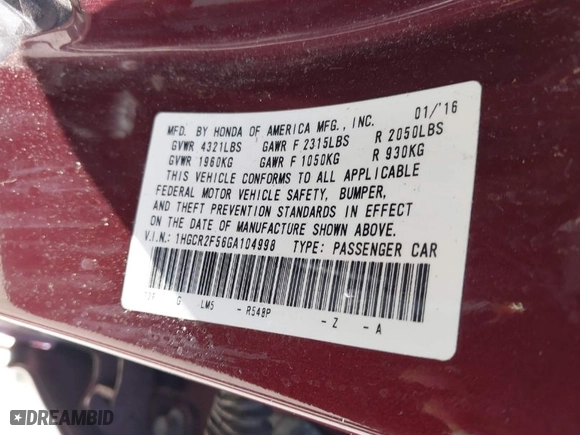 MFD. BY HONDA OF AMERICA MFG., INC. 01/'16
GVWR 4321LBS GAWR F 2315LBS R 2050LBS
GVWR 1960KG GAWR F 1050KG R 930KG
THIS VEHICLE CONFORMS TO ALL APPLICABLE
FEDERAL MOTOR VEHICLE SAFETY, BUMPER,
AND THEFT PREVENTION STANDARDS IN EFFECT
ON THE DATE OF MANUFACTURE SHOWN ABOVE.
V.I.N.: 1HGCR2F56GA104998 TYPE: PASSENGER CAR
G LM5 - R548P - Z - A
DREAMBID